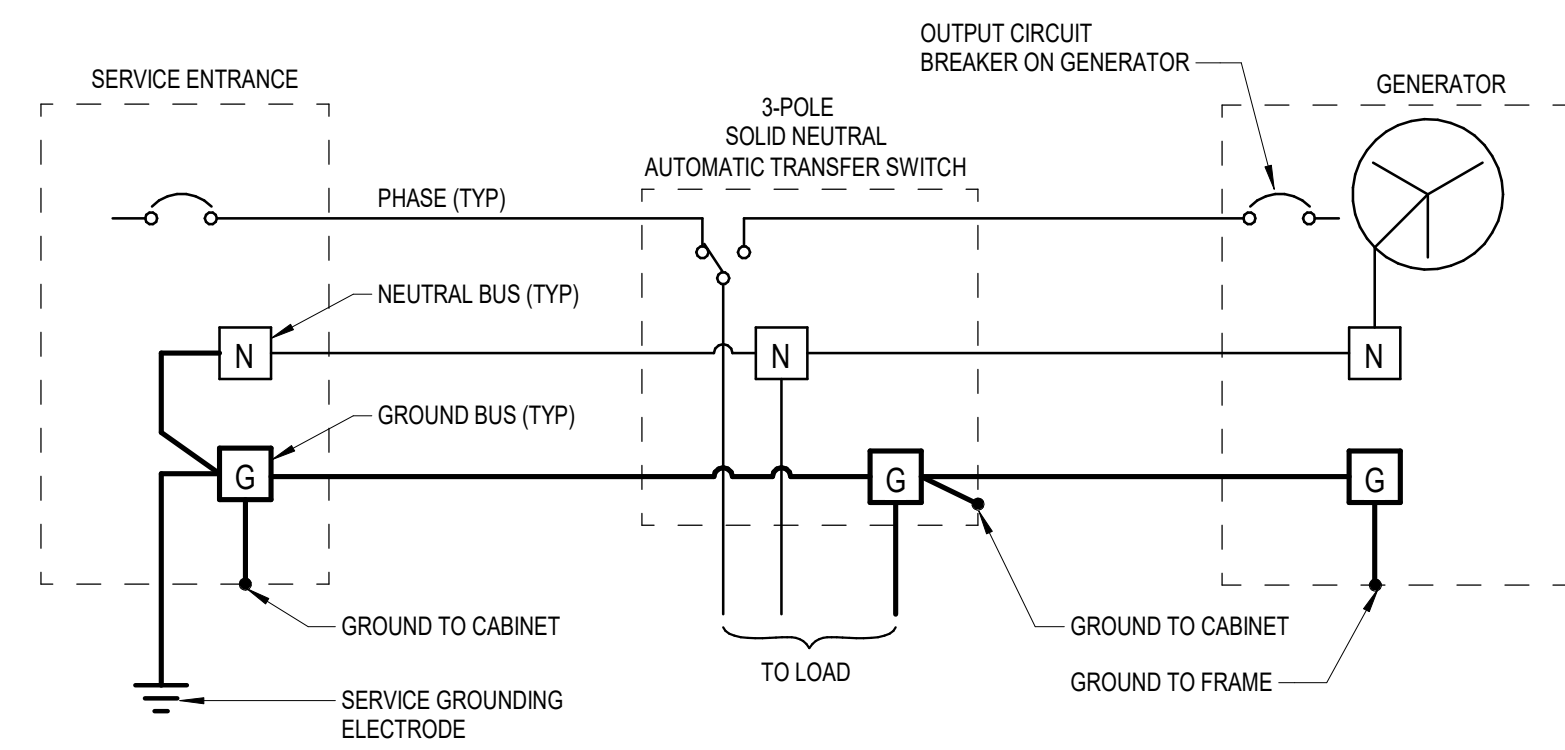 OUTPUT CIRCUIT
BREAKER ON GENERATOR
SERVICE ENTRANCE
GENERATOR
3-POLE
SOLID NEUTRAL
AUTOMATIC TRANSFER SWITCH
PHASE (TYP)
NEUTRAL BUS (TYP)
N
N
N
GROUND BUS (TYP)
G
G
G
GROUND TO CABINET
GROUND TO CABINET
TO LOAD
GROUND TO FRAME
SERVICE GROUNDING
ELECTRODE